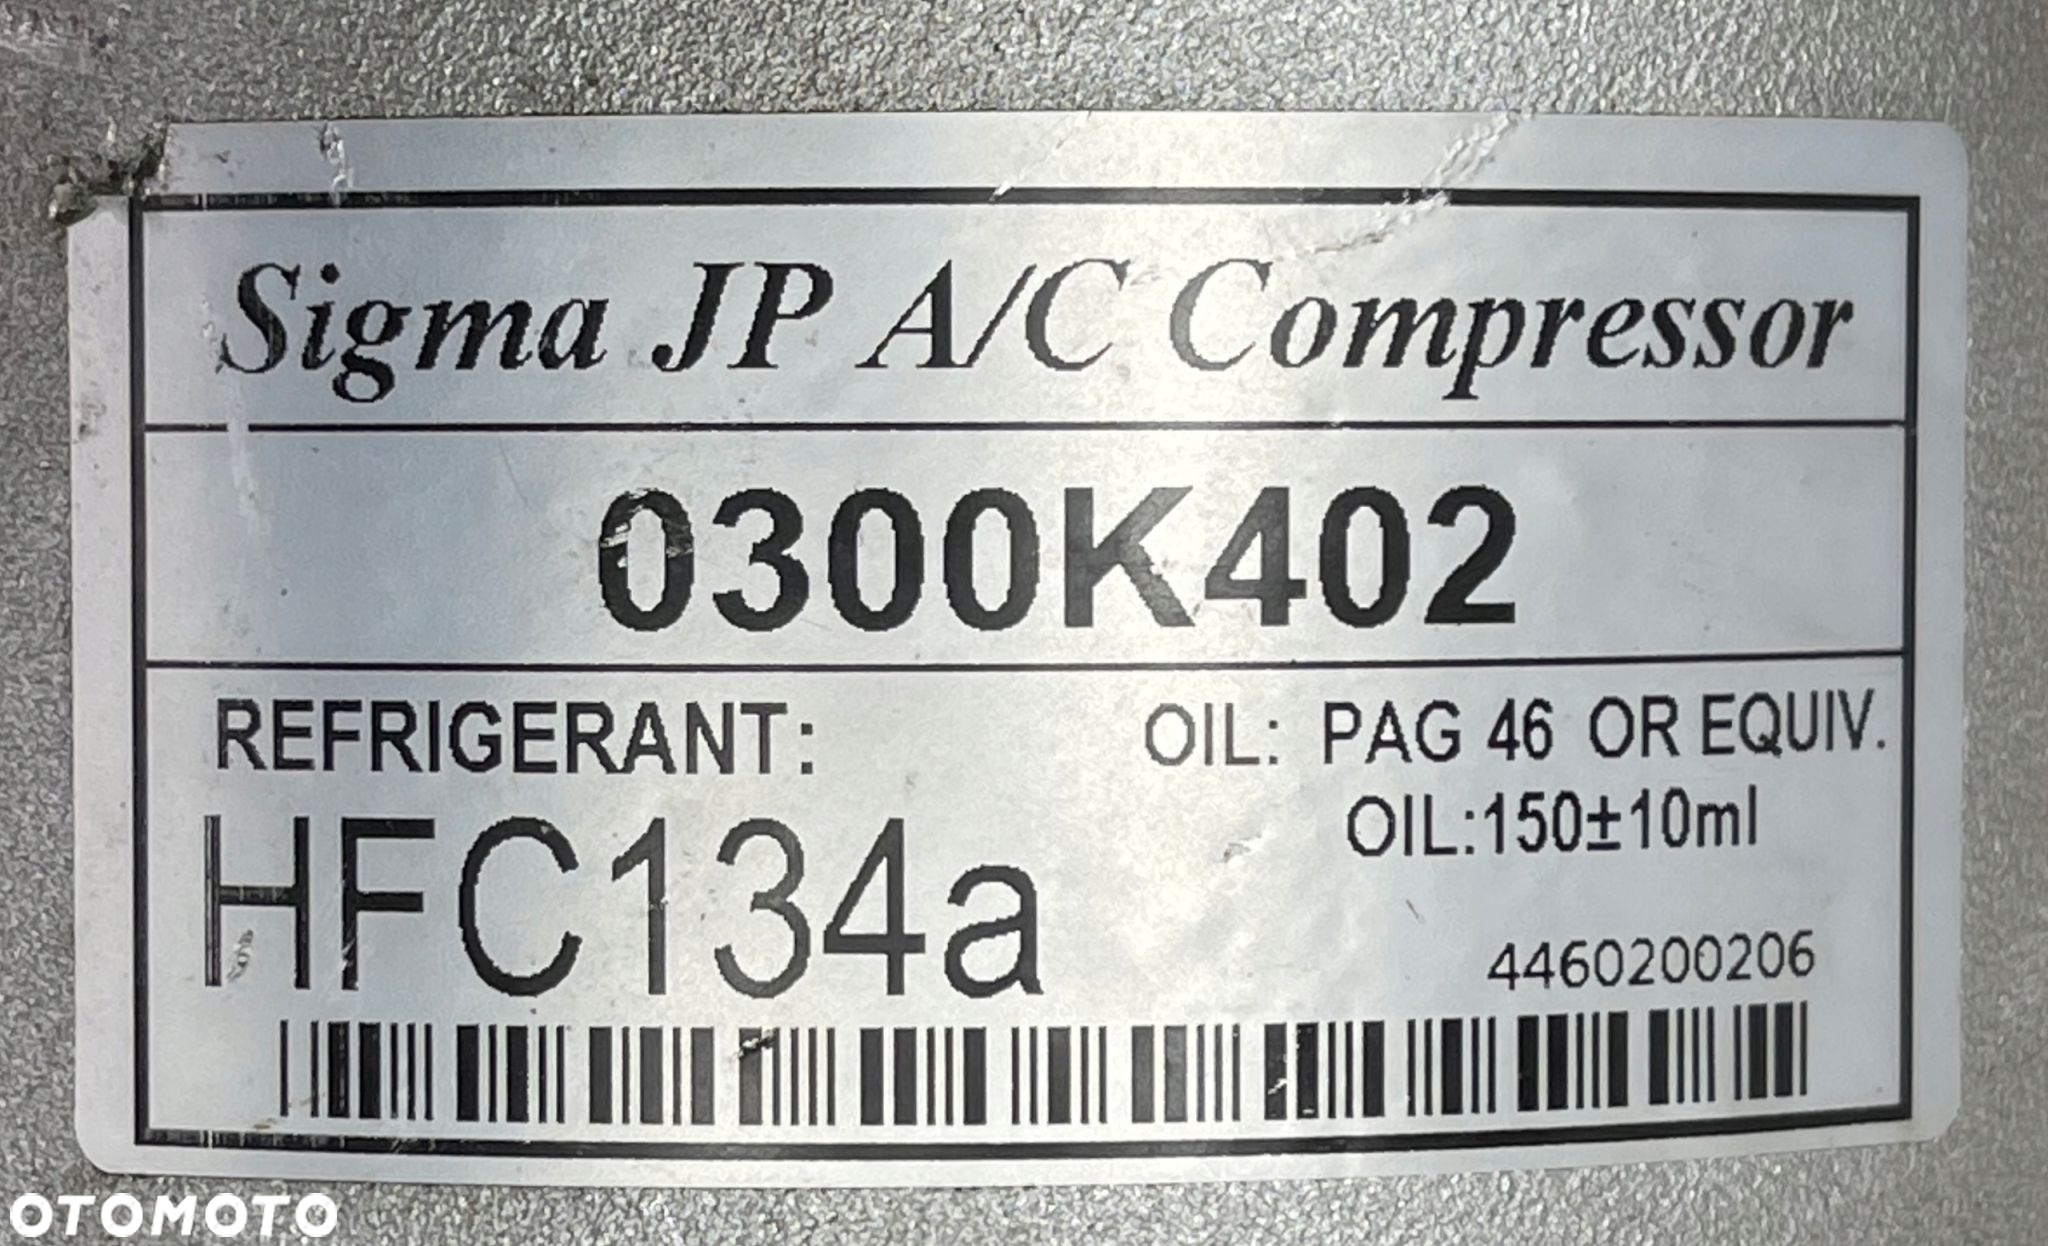 Sigma JP A/C Compressor
0300K402
REFRIGERANT:
HFC134a
OIL: PAG 46 OR EQUIV.
OIL:150±10ml
4460200206
OTOMOTO